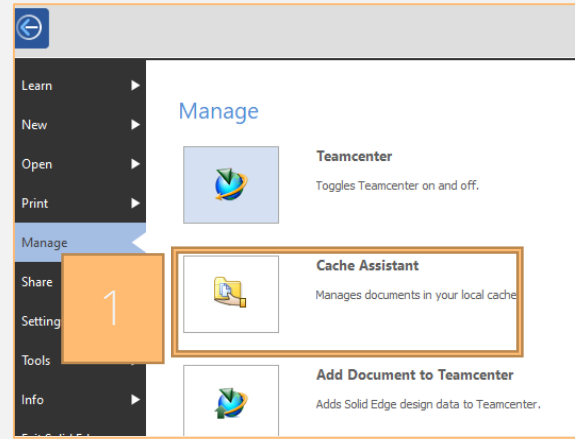 Learn
New
Open
Print
Manage
Share
Setting
Tools
Info
Manage
Teamcenter
Toggles Teamcenter on and off.
1
Cache Assistant
Manages documents in your local cache
Add Document to Teamcenter
Adds Solid Edge design data to Teamcenter.